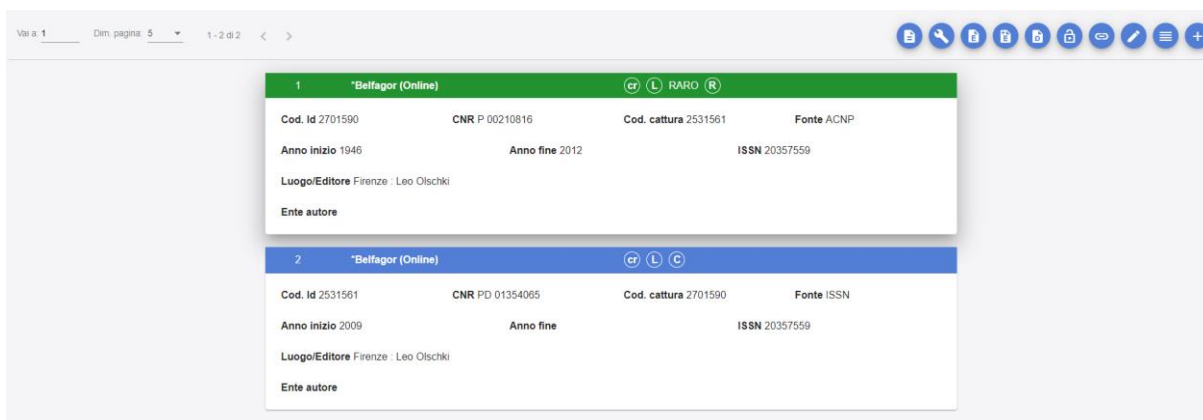 Vai a: 1 Dim. pagina: 5 1 - 2 di 2
E E D
1 *Belfagor (Online) cr L RARO R
Cod. Id 2701590 CNR P 00210816 Cod. cattura 2531561 Fonte ACNP
Anno inizio 1946 Anno fine 2012 ISSN 20357559
Luogo/Editore Firenze : Leo Olschki
Ente autore
2 *Belfagor (Online) cr L C
Cod. Id 2531561 CNR PD 01354065 Cod. cattura 2701590 Fonte ISSN
Anno inizio 2009 Anno fine ISSN 20357559
Luogo/Editore Firenze : Leo Olschki
Ente autore